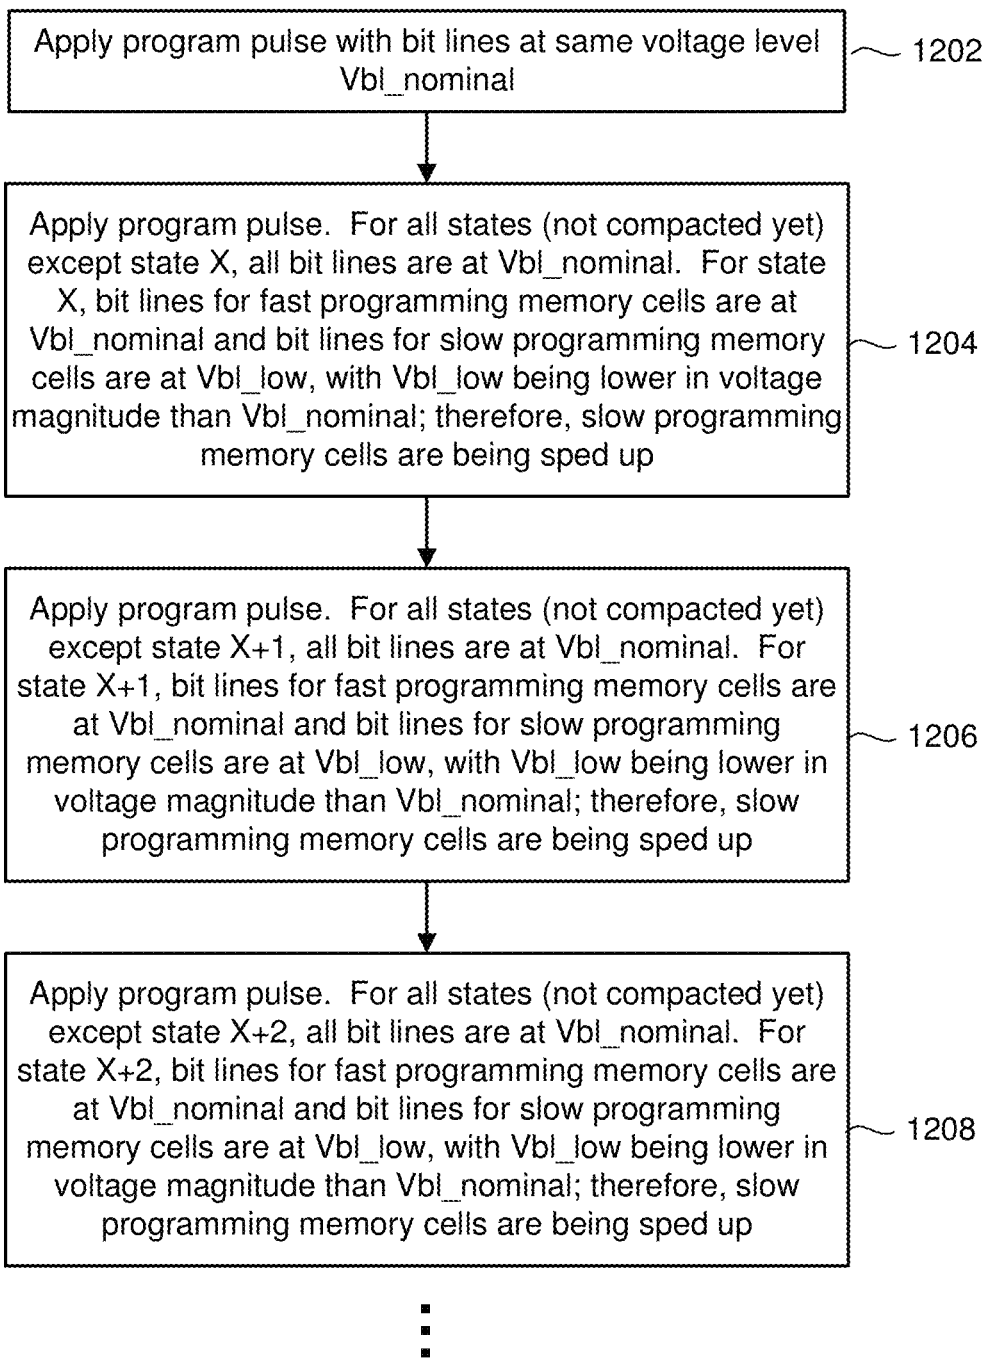 Apply program pulse with bit lines at same voltage level
Vbl_nominal
1202
Apply program pulse.  For all states (not compacted yet)
except state X, all bit lines are at Vbl_nominal.  For state
X, bit lines for fast programming memory cells are at
Vbl_nominal and bit lines for slow programming memory
cells are at Vbl_low, with Vbl_low being lower in voltage
magnitude than Vbl_nominal; therefore, slow programming
memory cells are being sped up
1204
Apply program pulse.  For all states (not compacted yet)
except state X+1, all bit lines are at Vbl_nominal.  For
state X+1, bit lines for fast programming memory cells are
at Vbl_nominal and bit lines for slow programming
memory cells are at Vbl_low, with Vbl_low being lower in
voltage magnitude than Vbl_nominal; therefore, slow
programming memory cells are being sped up
1206
Apply program pulse.  For all states (not compacted yet)
except state X+2, all bit lines are at Vbl_nominal.  For
state X+2, bit lines for fast programming memory cells are
at Vbl_nominal and bit lines for slow programming
memory cells are at Vbl_low, with Vbl_low being lower in
voltage magnitude than Vbl_nominal; therefore, slow
programming memory cells are being sped up
1208